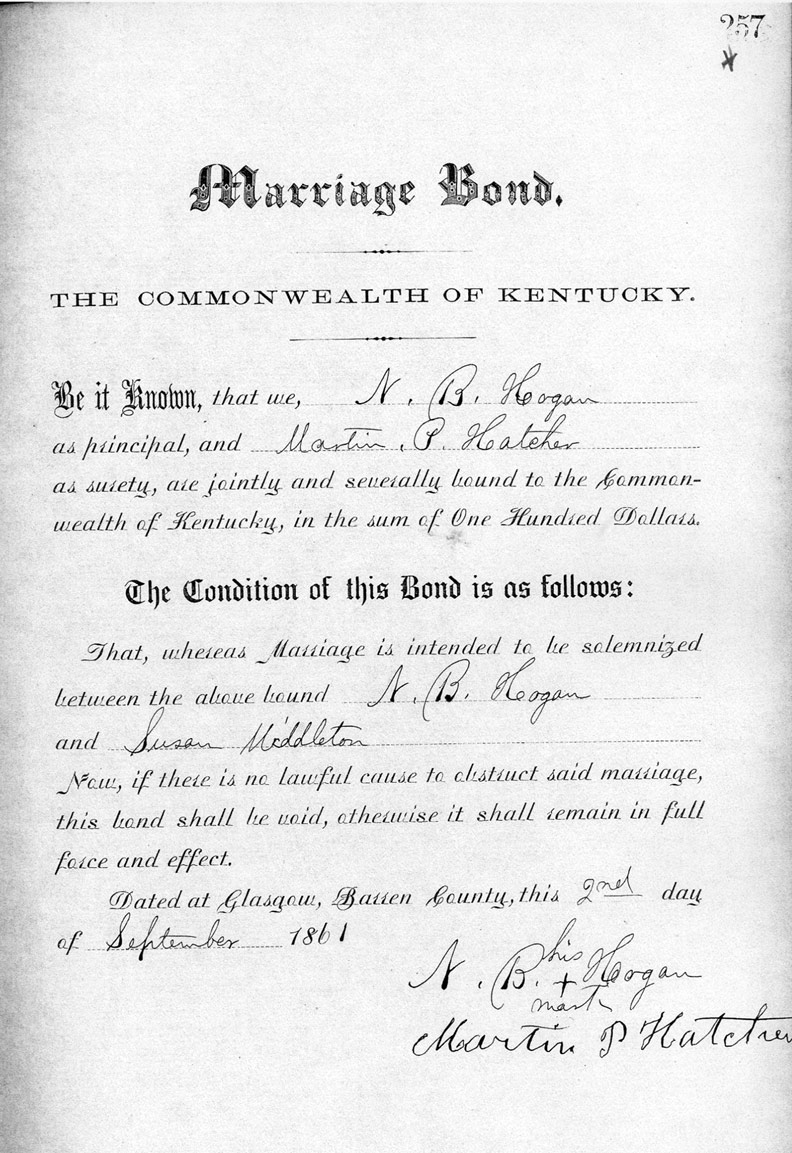 257
Marriage Bond.
THE COMMONWEALTH OF KENTUCKY.
Be it Known, that we, N. B. Hogan
as principal, and Martin. P. Hatcher
as surety, are jointly and severally bound to the Common-
wealth of Kentucky, in the sum of One Hundred Dollars.
The Condition of this Bond is as follows:
That, whereas Marriage is intended to be solemnized
between the above bound N. B. Hogan
and Susan Middleton
Now, if there is no lawful cause to obstruct said marriage,
this bond shall be void, otherwise it shall remain in full
force and effect.
Dated at Glasgow, Barren County, this 2nd day
of September 1861
his
N. B. + Hogan
mark
Martin P Hatcher